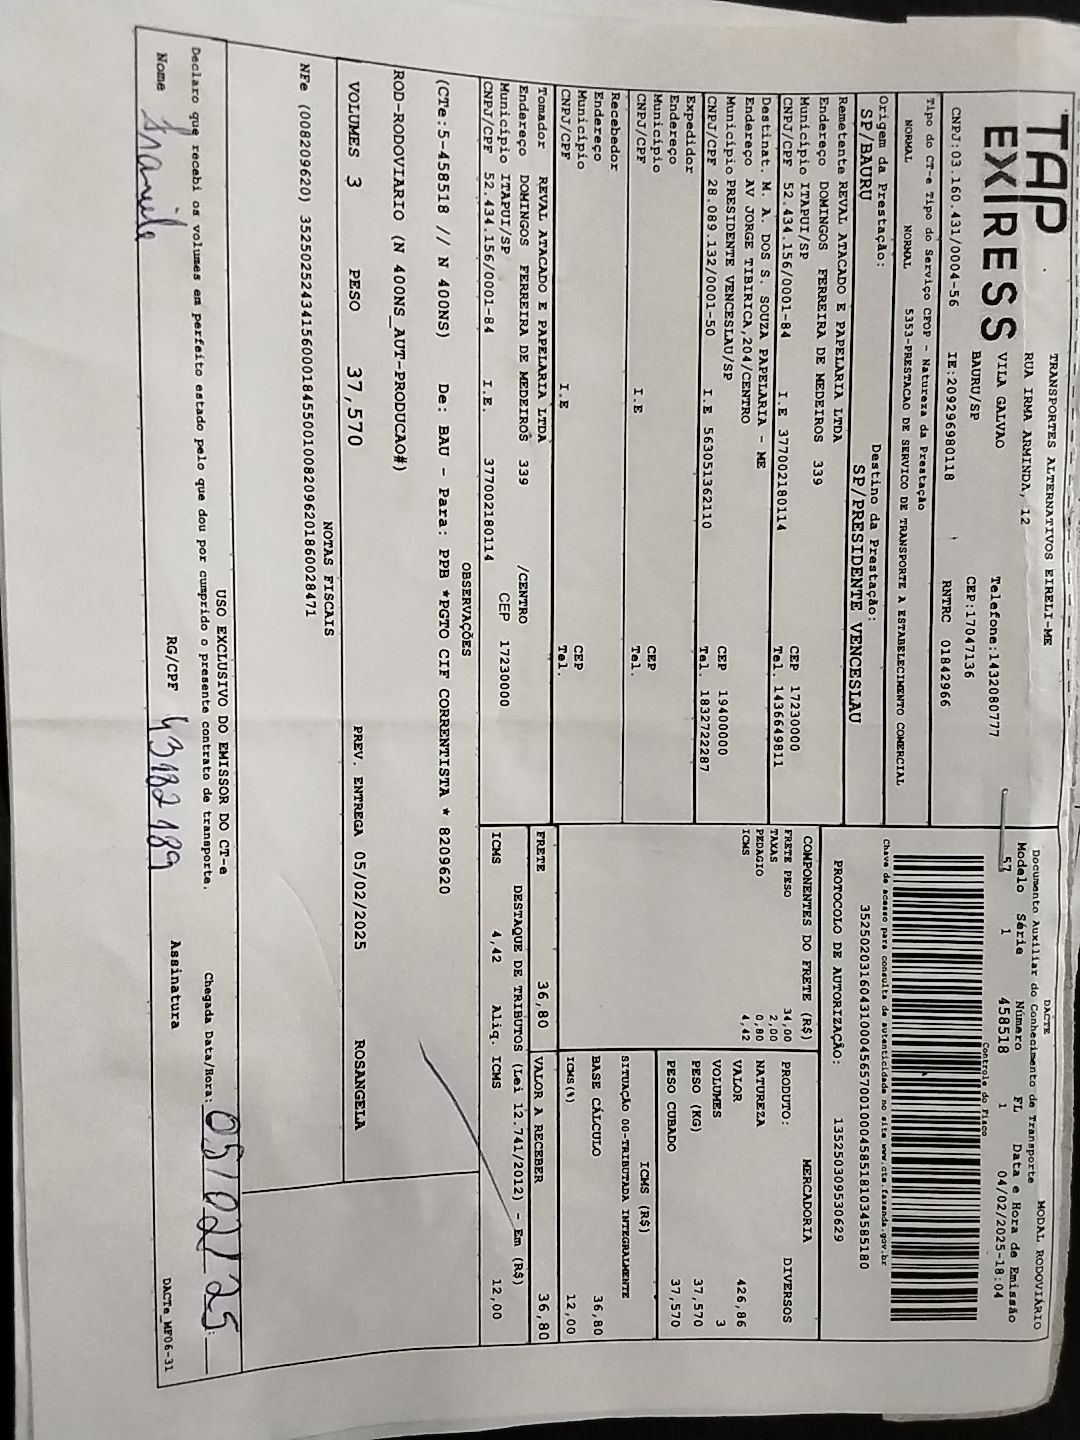 TAP EXPRESS
TRANSPORTES ALTERNATIVOS EIRELI-ME
RUA IRMA ARMINDA, 12
VILA GALVAO Telefone:1432080777
BAURU/SP CEP:17047136
CNPJ:03.160.431/0004-56 IE:209296980118 RNTRC 01842966
Tipo do CT-e Tipo do Serviço CFOP - Natureza da Prestação
NORMAL NORMAL 5353-PRESTACAO DE SERVICO DE TRANSPORTE A ESTABELECIMENTO COMERCIAL
Origem da Prestação: Destino da Prestação:
SP/BAURU SP/PRESIDENTE VENCESLAU
Remetente REVAL ATACADO E PAPELARIA LTDA
Endereço DOMINGOS FERREIRA DE MEDEIROS 339
Município ITAPUI/SP CEP 17230000
CNPJ/CPF 52.434.156/0001-84 I.E 377002180114 Tel. 1436649811
Destinat. M. A. DOS S. SOUZA PAPELARIA - ME
Endereço AV JORGE TIBIRICA,204/CENTRO
Município PRESIDENTE VENCESLAU/SP CEP 19400000
CNPJ/CPF 28.089.132/0001-50 I.E 563051362110 Tel. 1832722287
Expedidor
Endereço
Município CEP
CNPJ/CPF I.E Tel.
Recebedor
Endereço
Município CEP
CNPJ/CPF I.E Tel.
Tomador REVAL ATACADO E PAPELARIA LTDA
Endereço DOMINGOS FERREIRA DE MEDEIROS 339 /CENTRO
Município ITAPUI/SP CEP 17230000
CNPJ/CPF 52.434.156/0001-84 I.E. 377002180114
DACTE MODAL RODOVIÁRIO
Documento Auxiliar do Conhecimento de Transporte
Modelo Série Número FL Data e Hora de Emissão
57 1 458518 1 04/02/2025-18:04
Controle do Fisco
35250203160431000456570010004585181034585180
Chave de acesso para consulta de autenticidade no site www.cte.fazenda.gov.br
PROTOCOLO DE AUTORIZAÇÃO: 135250309530629
COMPONENTES DO FRETE (R$)
FRETE PESO 34,00
TAXAS 2,00
PEDAGIO 0,80
ICMS 4,42
MERCADORIA
PRODUTO: DIVERSOS
NATUREZA
VALOR 426,86
VOLUMES 3
PESO (KG) 37,570
PESO CUBADO 37,570
ICMS (R$)
SITUAÇÃO 00-TRIBUTADA INTEGRALMENTE
BASE CÁLCULO 36,80
ICMS(%) 12,00
FRETE 36,80 VALOR A RECEBER 36,80
DESTAQUE DE TRIBUTOS (Lei 12.741/2012) - Em (R$)
ICMS 4,42 Aliq. ICMS 12,00
OBSERVAÇÕES
(CTe:5-458518 // N 400NS) De: BAU - Para: PPB *PGTO CIF CORRENTISTA * 8209620
ROD-RODOVIARIO (N 400NS_AUT-PRODUCAO#)
VOLUMES 3 PESO 37,570 PREV. ENTREGA 05/02/2025 ROSANGELA
NOTAS FISCAIS
NFe (008209620) 35250252434156000184550010082096201860028471
USO EXCLUSIVO DO EMISSOR DO CT-e
Declaro que recebi os volumes em perfeito estado pelo que dou por cumprido o presente contrato de transporte. Chegada Data/Hora: 05/02/25
Nome RG/CPF 43182189 Assinatura DACTe_MF06-31